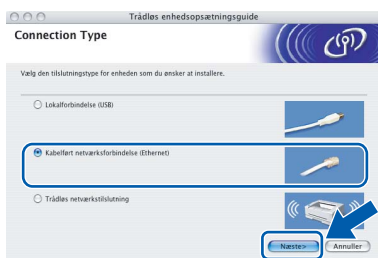 Trådløs enhedsopsætningsguide
Connection Type
Vælg den tilslutningstype for enheden som du ønsker at installere.
Lokalforbindelse (USB)
Kabelført netværksforbindelse (Ethernet)
Trådløs netværkstilslutning
Næste>
Annuller